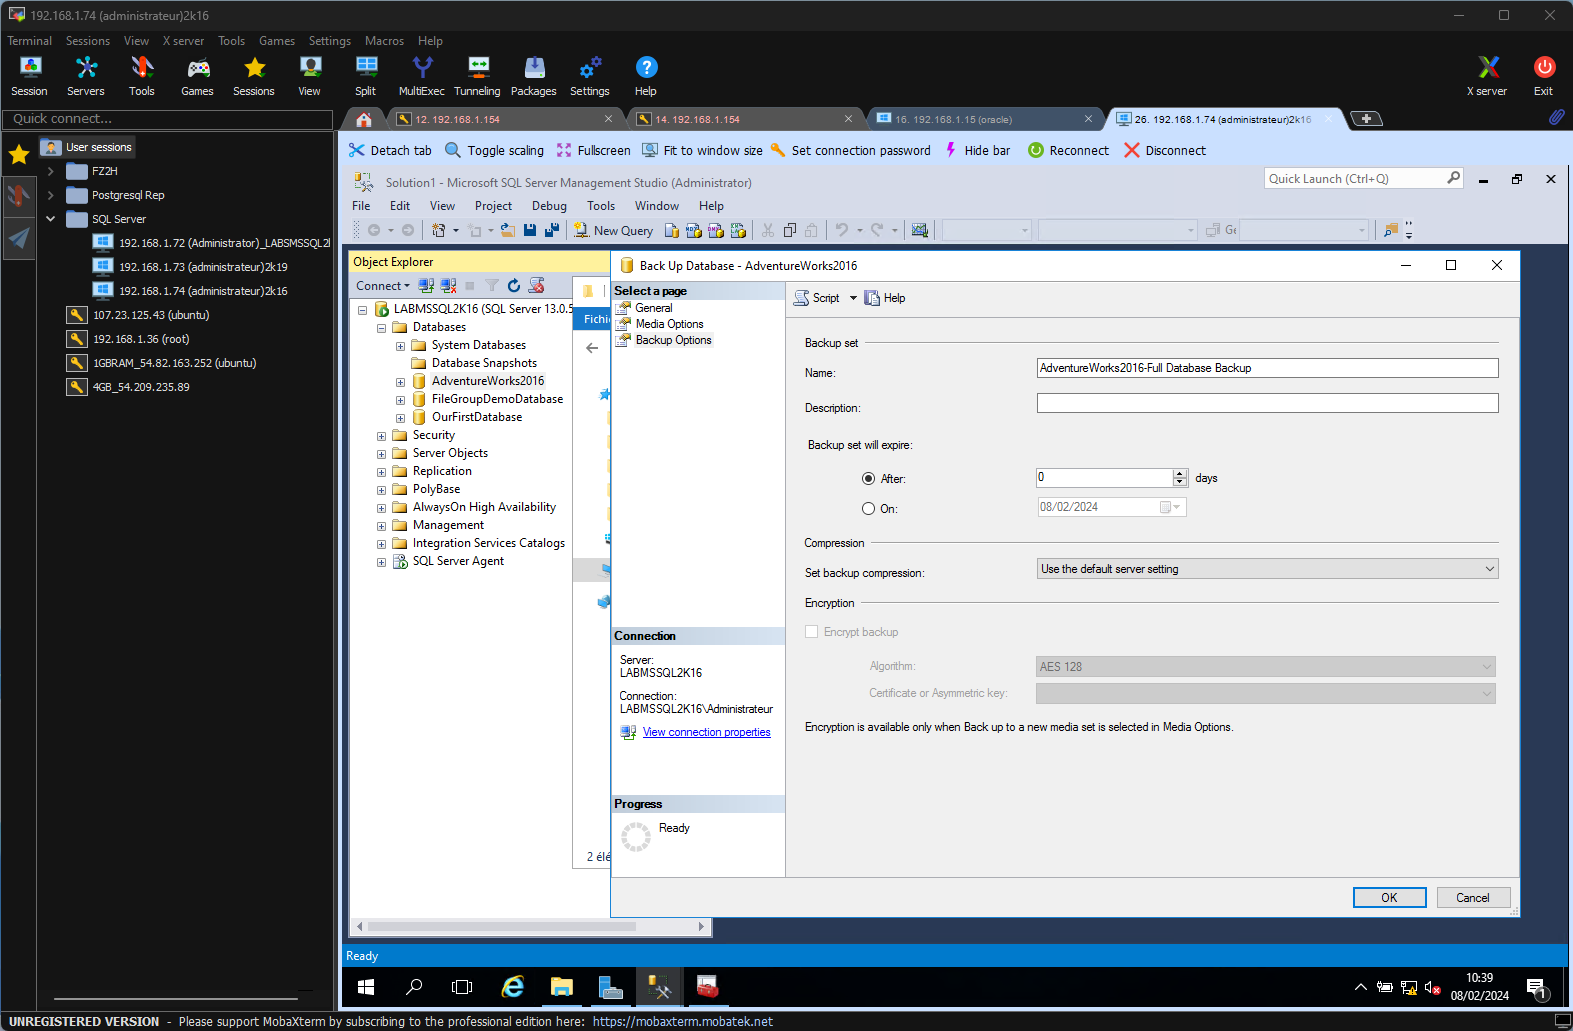 192.168.1.74 (administrateur)2k16
Terminal Sessions View X server Tools Games Settings Macros Help
Session Servers Tools Games Sessions View Split MultiExec Tunneling Packages Settings Help X server Exit
Quick connect...
12. 192.168.1.154
14. 192.168.1.154
16. 192.168.1.15 (oracle)
26. 192.168.1.74 (administrateur)2k16
User sessions
FZ2H
Postgresql Rep
SQL Server
192.168.1.72 (Administrator)_LABSMSSQL2
192.168.1.73 (administrateur)2k19
192.168.1.74 (administrateur)2k16
107.23.125.43 (ubuntu)
192.168.1.36 (root)
1GBRAM_54.82.163.252 (ubuntu)
4GB_54.209.235.89
Detach tab Toggle scaling Fullscreen Fit to window size Set connection password Hide bar Reconnect Disconnect
Solution1 - Microsoft SQL Server Management Studio (Administrator)
Quick Launch (Ctrl+Q)
File Edit View Project Debug Tools Window Help
New Query
Object Explorer
Connect
LABMSSQL2K16 (SQL Server 13.0.5
Databases
System Databases
Database Snapshots
AdventureWorks2016
FileGroupDemoDatabase
OurFirstDatabase
Security
Server Objects
Replication
PolyBase
AlwaysOn High Availability
Management
Integration Services Catalogs
SQL Server Agent
Fichi
2 élé
Back Up Database - AdventureWorks2016
Select a page
General
Media Options
Backup Options
Connection
Server:
LABMSSQL2K16
Connection:
LABMSSQL2K16\Administrateur
View connection properties
Progress
Ready
Script Help
Backup set
Name: AdventureWorks2016-Full Database Backup
Description:
Backup set will expire:
After: 0 days
On: 08/02/2024
Compression
Set backup compression: Use the default server setting
Encryption
Encrypt backup
Algorithm: AES 128
Certificate or Asymmetric key:
Encryption is available only when Back up to a new media set is selected in Media Options.
OK Cancel
Ready
10:39
08/02/2024
1
UNREGISTERED VERSION - Please support MobaXterm by subscribing to the professional edition here: https://mobaxterm.mobatek.net